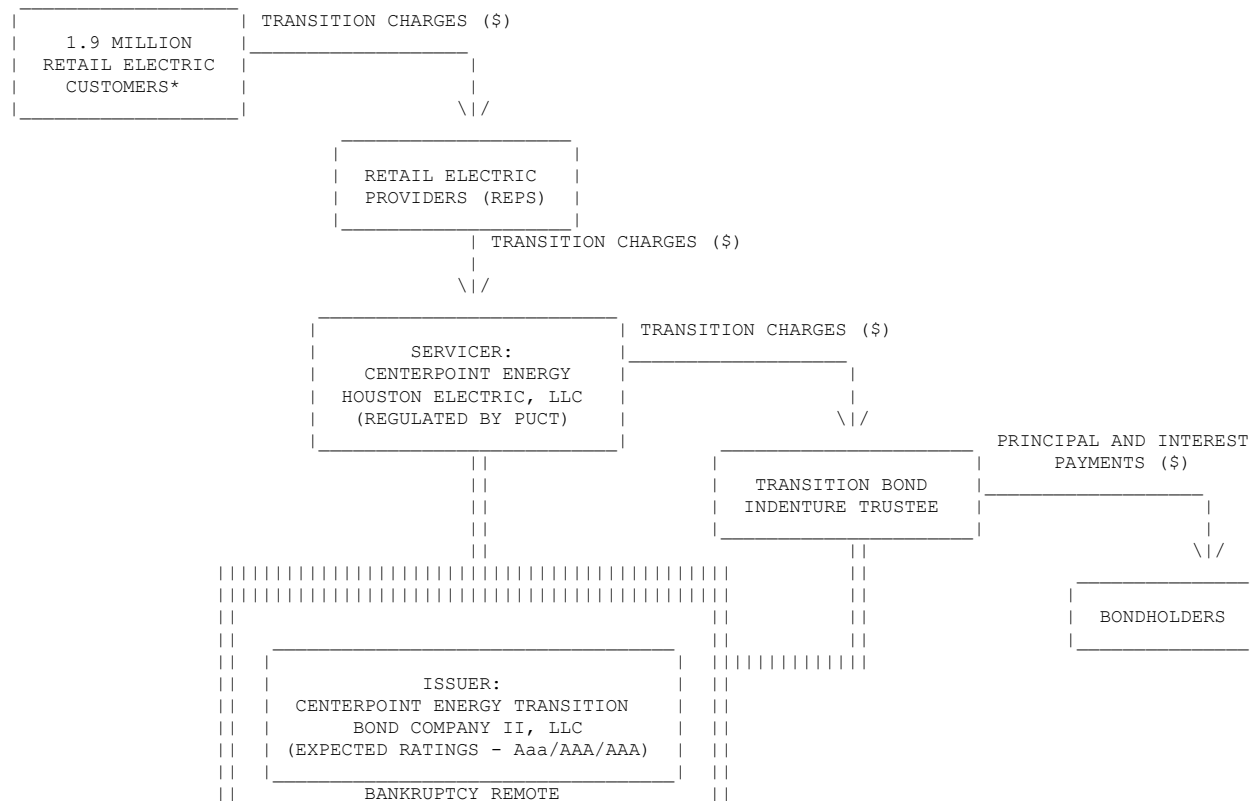 TRANSITION CHARGES ($)
1.9 MILLION
RETAIL ELECTRIC
CUSTOMERS*
RETAIL ELECTRIC
PROVIDERS (REPS)
TRANSITION CHARGES ($)
TRANSITION CHARGES ($)
SERVICER:
CENTERPOINT ENERGY
HOUSTON ELECTRIC, LLC
(REGULATED BY PUCT)
PRINCIPAL AND INTEREST
PAYMENTS ($)
TRANSITION BOND
INDENTURE TRUSTEE
BONDHOLDERS
ISSUER:
CENTERPOINT ENERGY TRANSITION
BOND COMPANY II, LLC
(EXPECTED RATINGS - Aaa/AAA/AAA)
BANKRUPTCY REMOTE